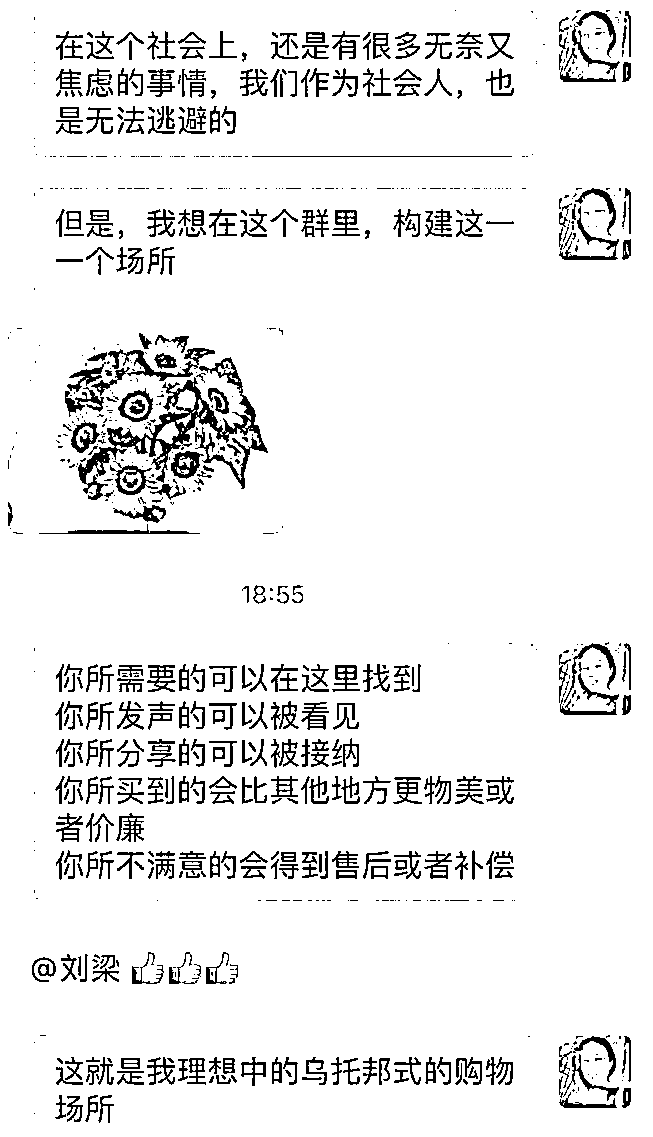 在这个社会上，还是有很多无奈又
焦虑的事情，我们作为社会人，也
是无法逃避的
但是，我想在这个群里，构建这一
一个场所
18:55
你所需要的可以在这里找到
你所发声的可以被看见
你所分享的可以被接纳
你所买到的会比其他地方更物美或
者价廉
你所不满意的会得到售后或者补偿
@刘梁 👍👍👍
这就是我理想中的乌托邦式的购物
场所